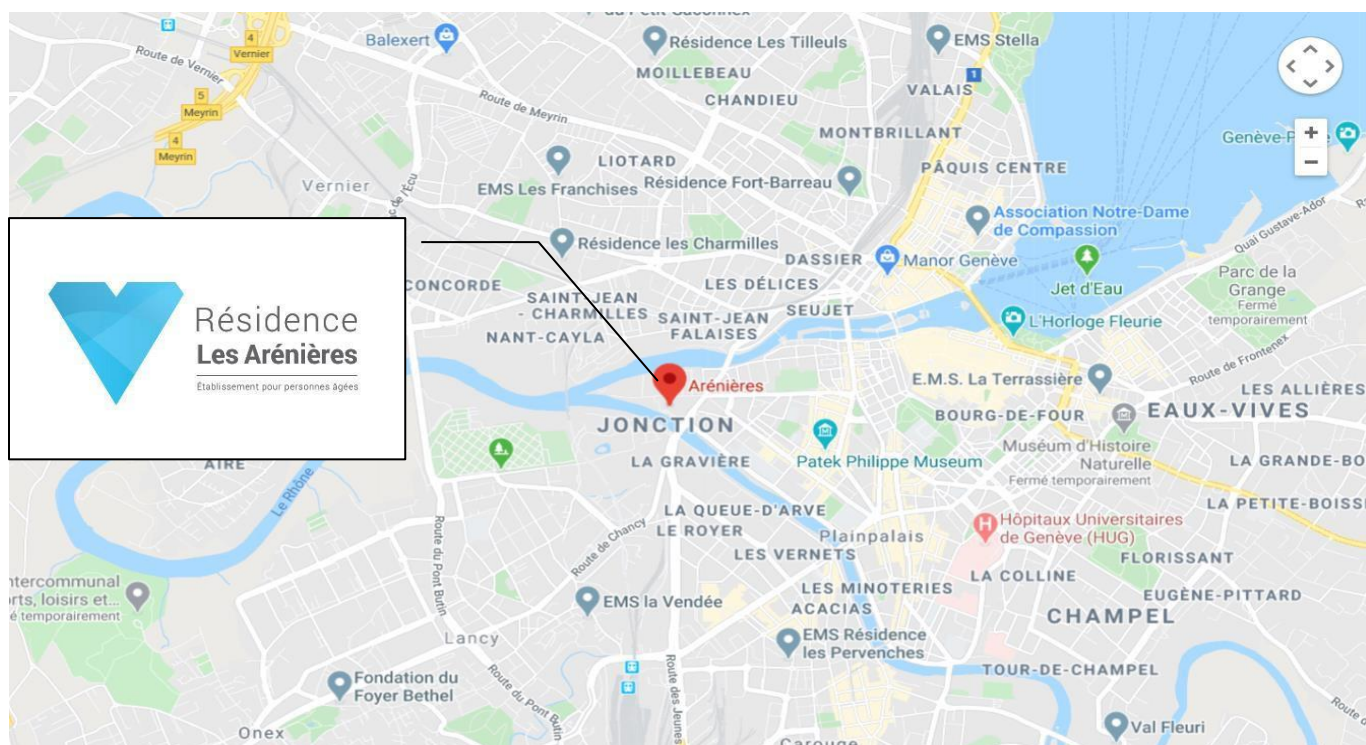 du Petit-Saconnex
Balexert
Résidence Les Tilleuls
EMS Stella
4
Vernier
Route de Vernier
MOILLEBEAU
1
VALAIS
CHANDIEU
5
Meyrin
Route de Meyrin
MONTBRILLANT
4
Meyrin
Genève-P
+
−
LIOTARD
PÂQUIS CENTRE
Vernier
EMS Les Franchises
Résidence Fort-Barreau
Association Notre-Dame
de Compassion
Quai Gustave-Ador
Résidence les Charmilles
DASSIER
Manor Genève
Parc de la
Grange
Fermé
temporairement
CONCORDE
SAINT-JEAN
- CHARMILLES
LES DÉLICES
Jet d'Eau
SAINT-JEAN
FALAISES
SEUJET
L'Horloge Fleurie
NANT-CAYLA
Résidence
Les Arénières
Établissement pour personnes âgées
Route de Frontenex
Arénières
E.M.S. La Terrassière
LES ALLIÈRES
JONCTION
BOURG-DE-FOUR
EAUX-VIVES
LA GRAVIÈRE
Patek Philippe Museum
Muséum d'Histoire
Naturelle
Fermé temporairement
LA GRANDE-BO
AIRE
Le Rhône
LA QUEUE-D'ARVE
LE ROYER
Plainpalais
Hôpitaux Universitaires
de Genève (HUG)
LA PETITE-BOISS
Route du Pont Butin
Route de Chancy
LES VERNETS
FLORISSANT
LA COLLINE
ntercommunal
rts, loisirs et...
é temporairement
EMS la Vendée
LES MINOTERIES
ACACIAS
EUGÈNE-PITTARD
CHAMPEL
Lancy
EMS Résidence
les Pervenches
TOUR-DE-CHAMPEL
Fondation du
Foyer Bethel
Route du Pont Butin
Route des Jeunes
Val Fleuri
Onex
Carouge